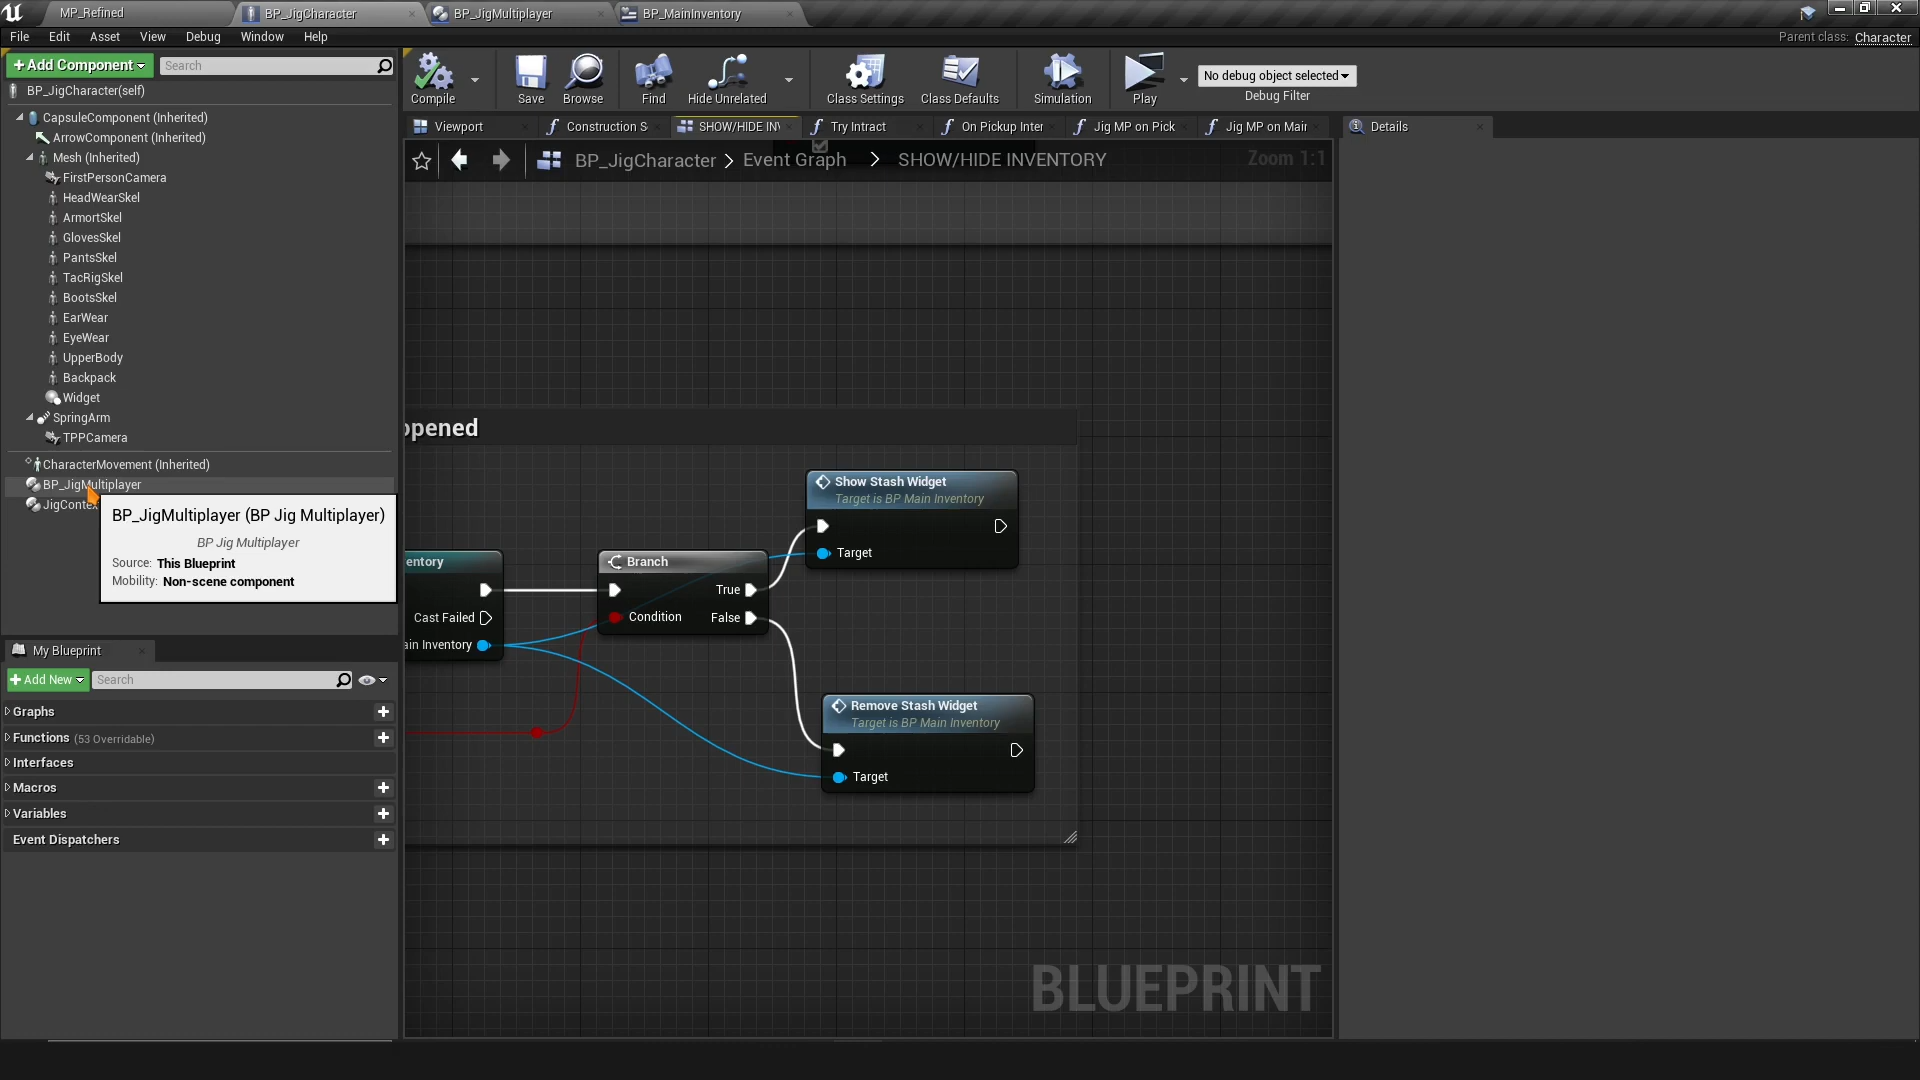 MP_Refined
BP_JigCharacter
BP_JigMultiplayer
BP_MainInventory
File Edit Asset View Debug Window Help
Parent class: Character
Add Component
Search
BP_JigCharacter(self)
CapsuleComponent (Inherited)
ArrowComponent (Inherited)
Mesh (Inherited)
FirstPersonCamera
HeadWearSkel
ArmortSkel
GlovesSkel
PantsSkel
TacRigSkel
BootsSkel
EarWear
EyeWear
UpperBody
Backpack
Widget
SpringArm
TPPCamera
CharacterMovement (Inherited)
BP_JigMultiplayer
JigContex
BP_JigMultiplayer (BP Jig Multiplayer)
BP Jig Multiplayer
Source: This Blueprint
Mobility: Non-scene component
My Blueprint
Add New
Search
Graphs
Functions (53 Overridable)
Interfaces
Macros
Variables
Event Dispatchers
Compile
Save
Browse
Find
Hide Unrelated
Class Settings
Class Defaults
Simulation
Play
No debug object selected
Debug Filter
Viewport
Construction S
SHOW/HIDE INV
Try Intract
On Pickup Inter
Jig MP on Pick
Jig MP on Mair
BP_JigCharacter
Event Graph
SHOW/HIDE INVENTORY
Zoom 1:1
opened
entory
Cast Failed
ain Inventory
Branch
True
Condition
False
Show Stash Widget
Target is BP Main Inventory
Target
Remove Stash Widget
Target is BP Main Inventory
Target
BLUEPRINT
Details